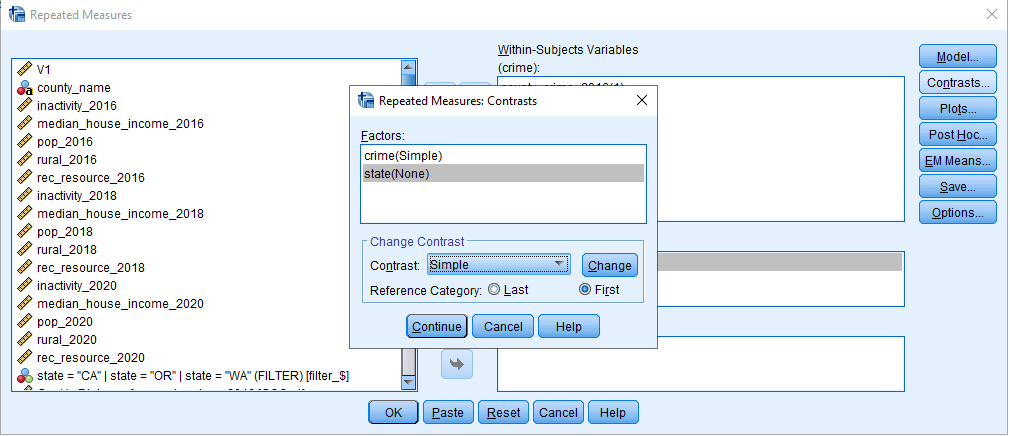 Repeated Measures
Within-Subjects Variables
(crime):
V1
county_name
inactivity_2016
median_house_income_2016
pop_2016
rural_2016
rec_resource_2016
inactivity_2018
median_house_income_2018
pop_2018
rural_2018
rec_resource_2018
inactivity_2020
median_house_income_2020
pop_2020
rural_2020
rec_resource_2020
state = "CA" | state = "OR" | state = "WA" (FILTER) [filter_$]
Repeated Measures: Contrasts
Factors:
crime(Simple)
state(None)
Change Contrast
Contrast: Simple Change
Reference Category: Last First
Continue Cancel Help
Model...
Contrasts...
Plots...
Post Hoc...
EM Means...
Save...
Options...
OK Paste Reset Cancel Help